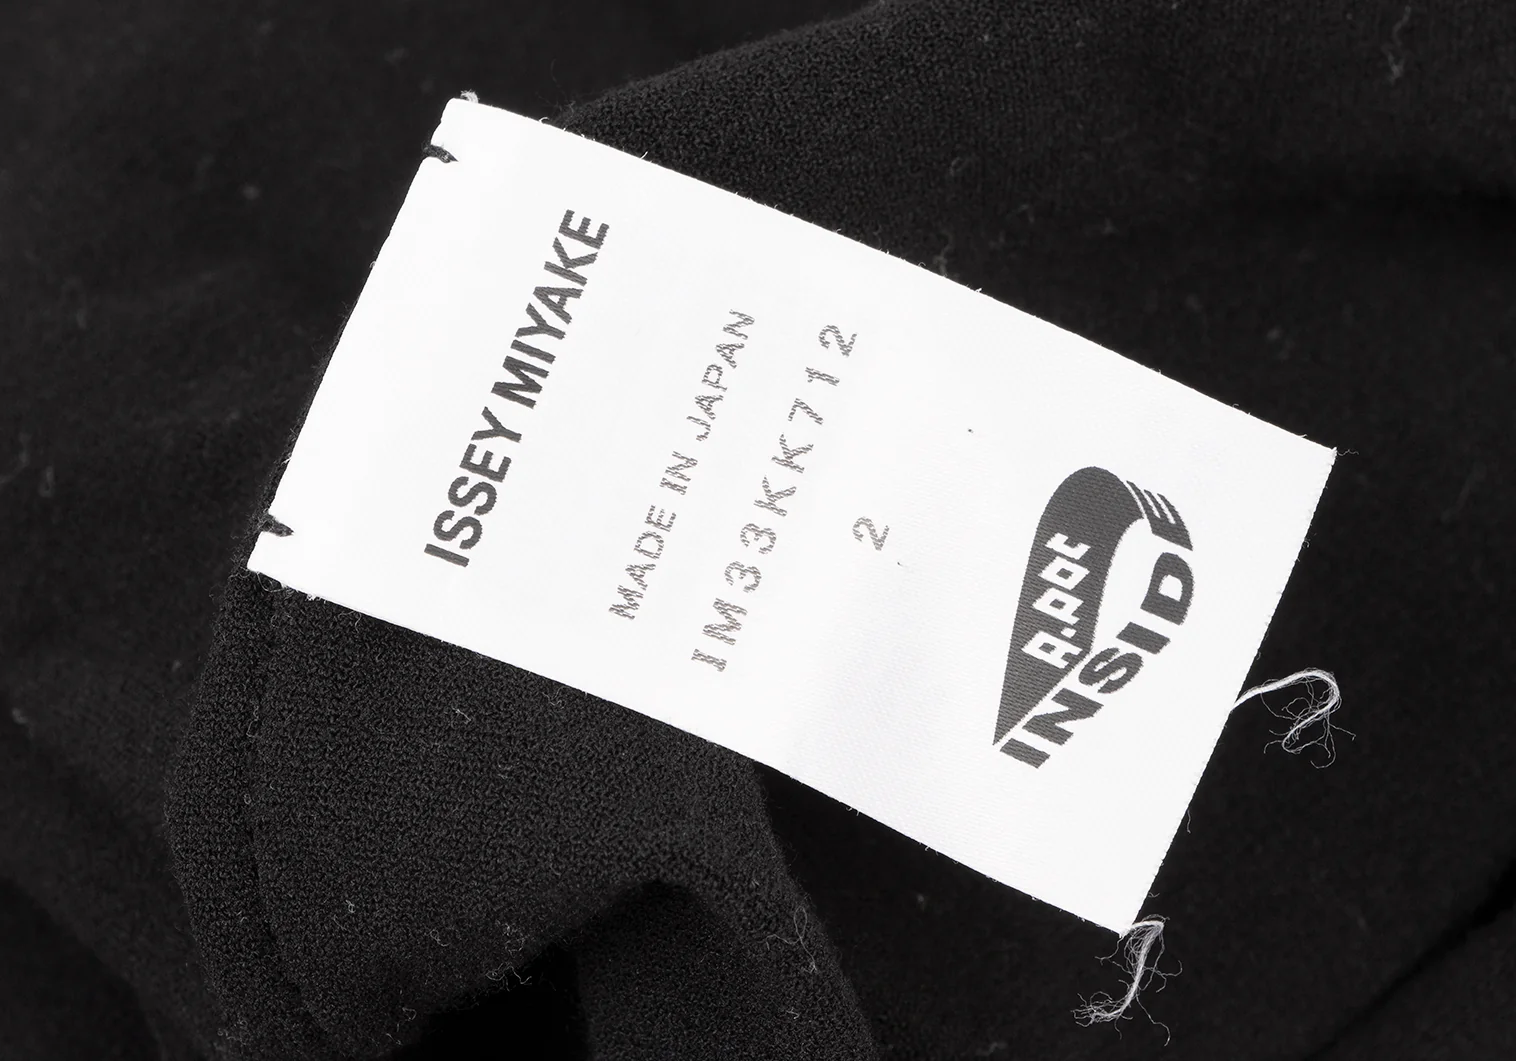 ISSEY MIYAKE
MADE IN JAPAN
IM33KK712
2
A.POC
INSIDE